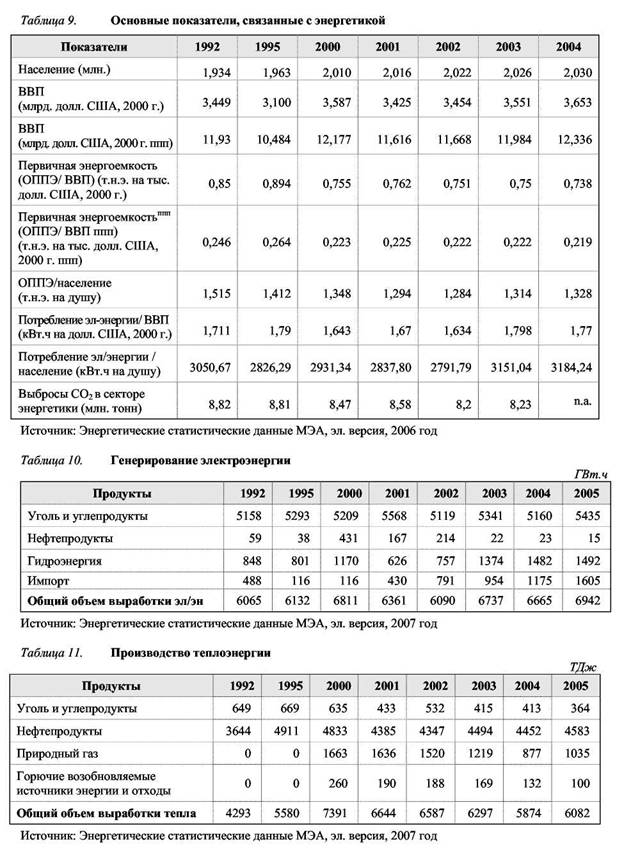 Таблица 9. Основные показатели, связанные с энергетикой
Показатели 1992 1995 2000 2001 2002 2003 2004
Население (млн.) 1,934 1,963 2,010 2,016 2,022 2,026 2,030
ВВП
(млрд. долл. США, 2000 г.) 3,449 3,100 3,587 3,425 3,454 3,551 3,653
ВВП
(млрд. долл. США, 2000 г. ппп) 11,93 10,484 12,177 11,616 11,668 11,984 12,336
Первичная энергоемкость
(ОППЭ/ ВВП) (т.н.э. на тыс.
долл. США, 2000 г.) 0,85 0,894 0,755 0,762 0,751 0,75 0,738
Первичная энергоемкостьппп
(ОППЭ/ ВВП ппп)
(т.н.э. на тыс. долл. США,
2000 г. ппп) 0,246 0,264 0,223 0,225 0,222 0,222 0,219
ОППЭ/население
(т.н.э. на душу) 1,515 1,412 1,348 1,294 1,284 1,314 1,328
Потребление эл-энергии/ ВВП
(кВт.ч на долл. США, 2000 г.) 1,711 1,79 1,643 1,67 1,634 1,798 1,77
Потребление эл/энергии /
население (кВт.ч на душу) 3050,67 2826,29 2931,34 2837,80 2791,79 3151,04 3184,24
Выбросы CO2 в секторе
энергетики (млн. тонн) 8,82 8,81 8,47 8,58 8,2 8,23 n.a.
Источник: Энергетические статистические данные МЭА, эл. версия, 2006 год
Таблица 10. Генерирование электроэнергии
ГВт.ч
Продукты 1992 1995 2000 2001 2002 2003 2004 2005
Уголь и углепродукты 5158 5293 5209 5568 5119 5341 5160 5435
Нефтепродукты 59 38 431 167 214 22 23 15
Гидроэнергия 848 801 1170 626 757 1374 1482 1492
Импорт 488 116 116 430 791 954 1175 1605
Общий объем выработки эл/эн 6065 6132 6811 6361 6090 6737 6665 6942
Источник: Энергетические статистические данные МЭА, эл. версия, 2007 год
Таблица 11. Производство теплоэнергии
ТДж
Продукты 1992 1995 2000 2001 2002 2003 2004 2005
Уголь и углепродукты 649 669 635 433 532 415 413 364
Нефтепродукты 3644 4911 4833 4385 4347 4494 4452 4583
Природный газ 0 0 1663 1636 1520 1219 877 1035
Горючие возобновляемые
источники энергии и отходы 0 0 260 190 188 169 132 100
Общий объем выработки тепла 4293 5580 7391 6644 6587 6297 5874 6082
Источник: Энергетические статистические данные МЭА, эл. версия, 2007 год